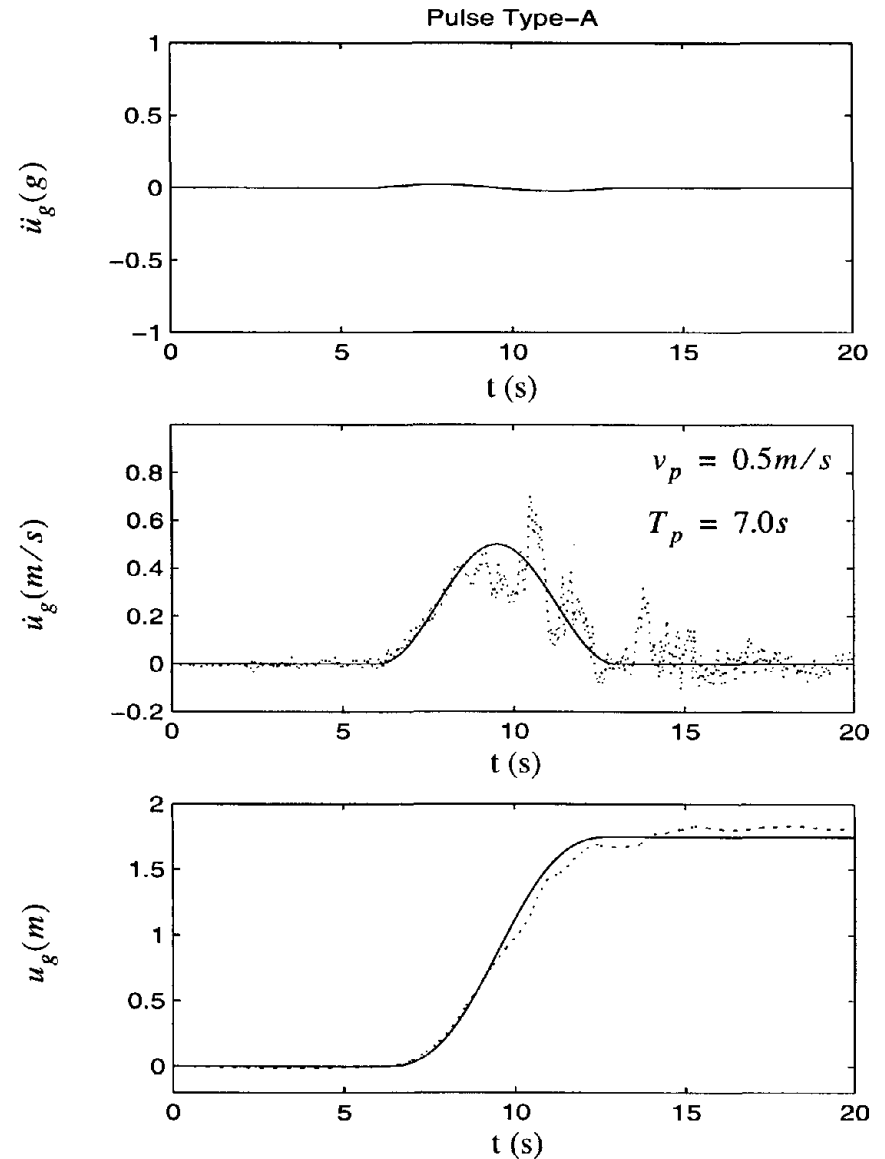 Pulse Type-A
1
0.5
0
-0.5
-1
ü_g(g)
0 5 10 15 20
t (s)
0.8
0.6
0.4
0.2
0
-0.2
u̇_g(m/s)
v_p = 0.5m/s
T_p = 7.0s
0 5 10 15 20
t (s)
2
1.5
1
0.5
0
u_g(m)
0 5 10 15 20
t (s)